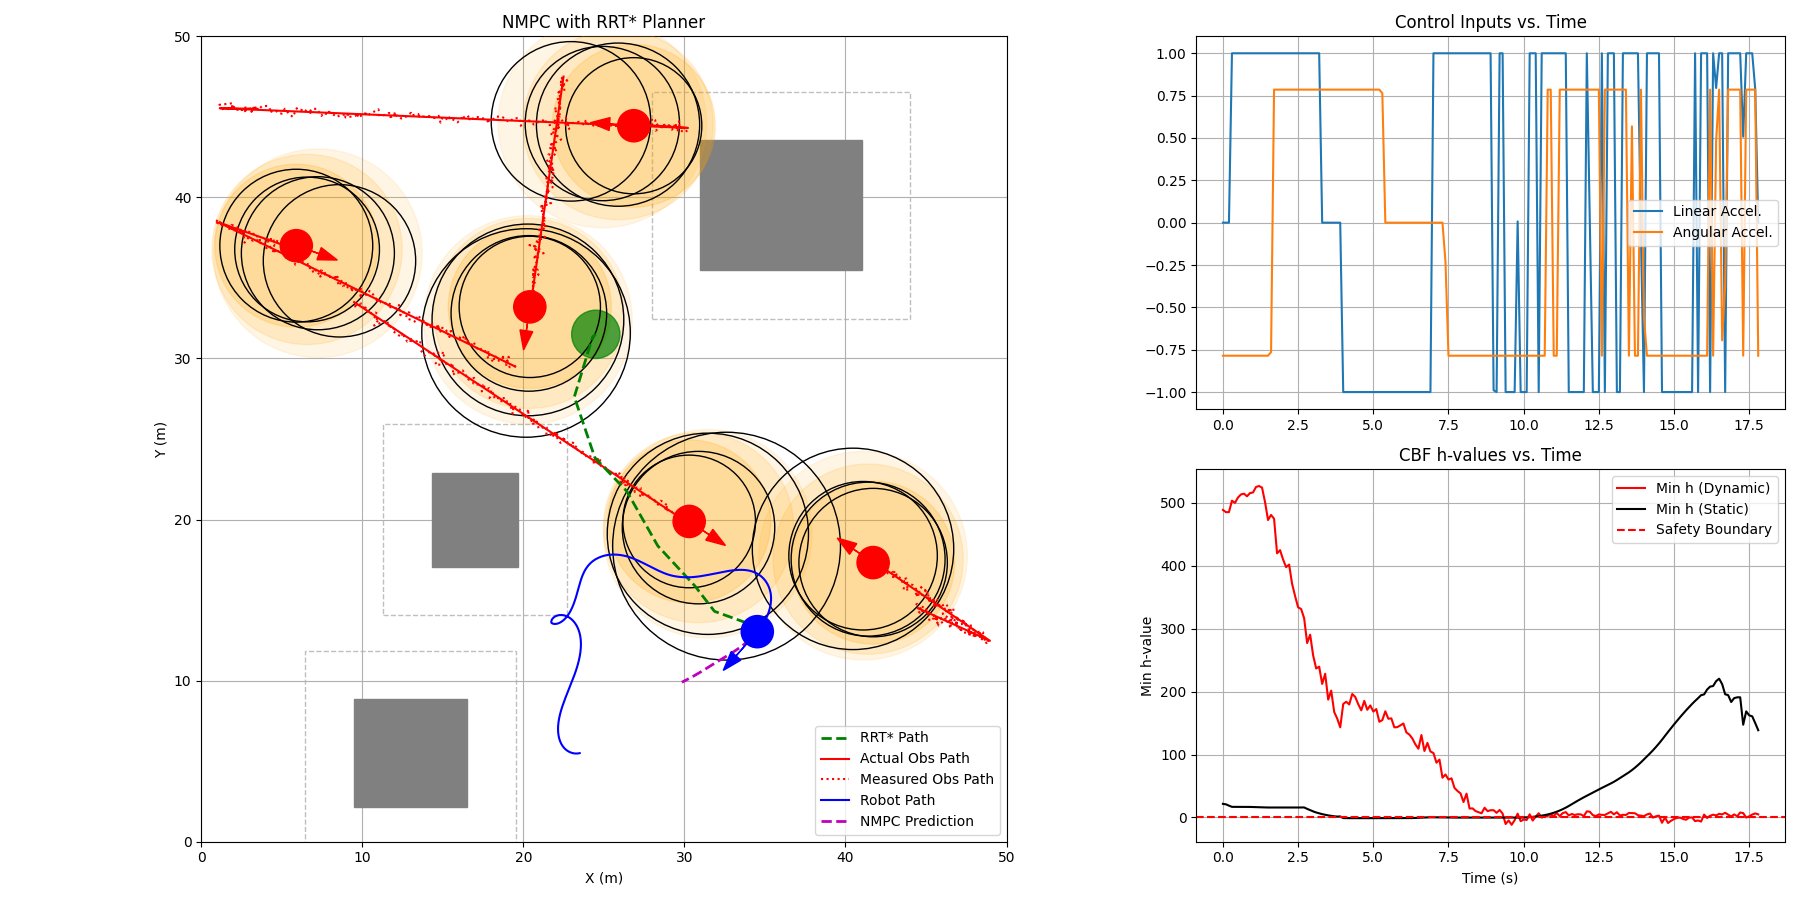 NMPC with RRT* Planner
50
40
30
20
10
0
Y (m)
0 10 20 30 40 50
X (m)
RRT* Path
Actual Obs Path
Measured Obs Path
Robot Path
NMPC Prediction
Control Inputs vs. Time
1.00
0.75
0.50
0.25
0.00
−0.25
−0.50
−0.75
−1.00
Linear Accel.
Angular Accel.
0.0 2.5 5.0 7.5 10.0 12.5 15.0 17.5
CBF h-values vs. Time
500
400
300
200
100
0
Min h-value
Min h (Dynamic)
Min h (Static)
Safety Boundary
0.0 2.5 5.0 7.5 10.0 12.5 15.0 17.5
Time (s)